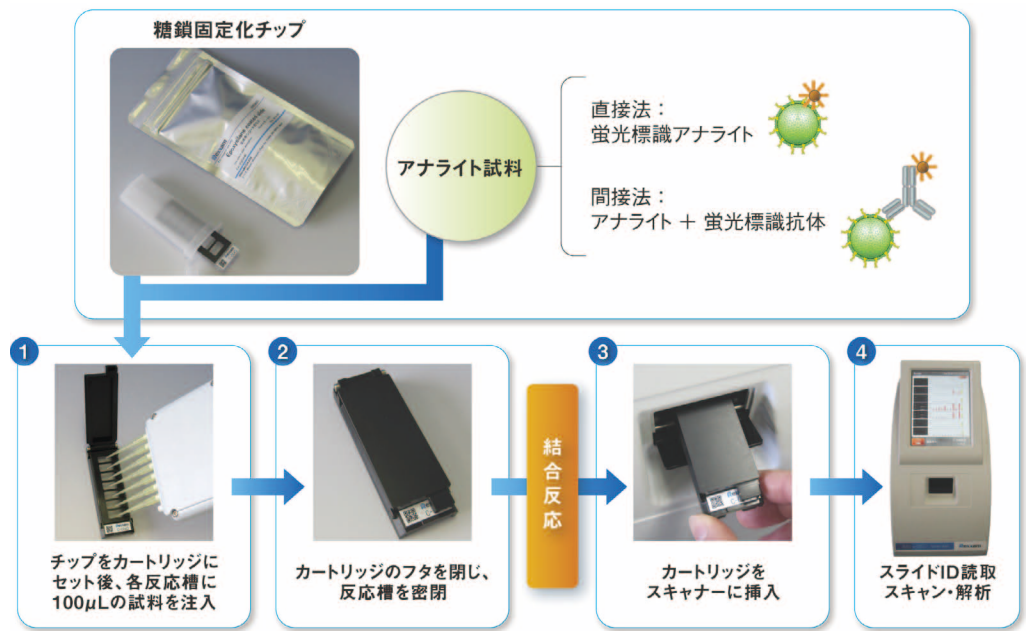 糖鎖固定化チップ
アナライト試料
直接法：
蛍光標識アナライト
間接法：
アナライト ＋ 蛍光標識抗体
1
チップをカートリッジに
セット後、各反応槽に
100μLの試料を注入
2
カートリッジのフタを閉じ、
反応槽を密閉
結合反応
3
カートリッジを
スキャナーに挿入
4
スライドID読取
スキャン・解析